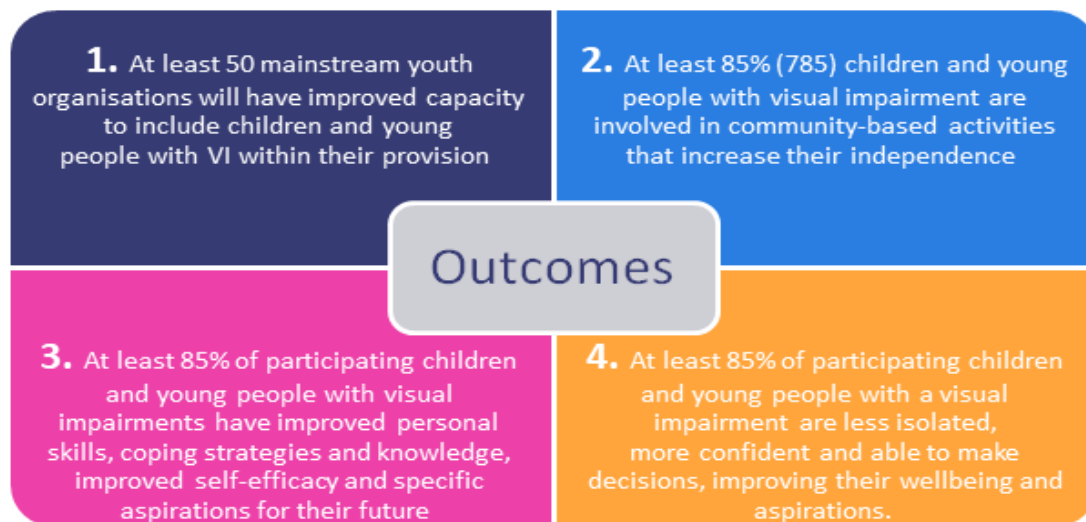 1. At least 50 mainstream youth
organisations will have improved capacity
to include children and young
people with VI within their provision
2. At least 85% (785) children and young
people with visual impairment are
involved in community-based activities
that increase their independence
Outcomes
3. At least 85% of participating children
and young people with visual
impairments have improved personal
skills, coping strategies and knowledge,
improved self-efficacy and specific
aspirations for their future
4. At least 85% of participating children
and young people with a visual
impairment are less isolated,
more confident and able to make
decisions, improving their wellbeing and
aspirations.